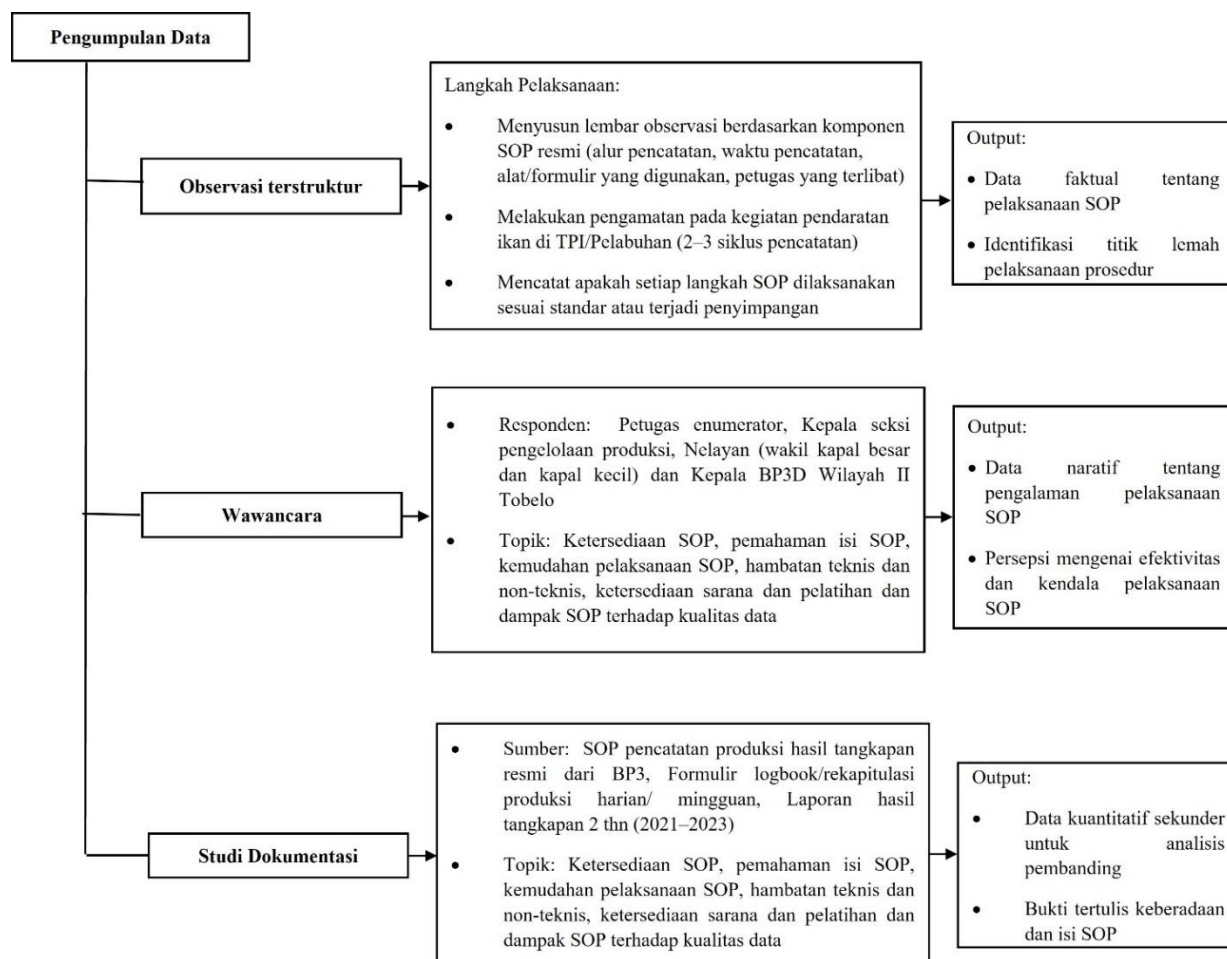 Pengumpulan Data
Observasi terstruktur
Langkah Pelaksanaan:
• Menyusun lembar observasi berdasarkan komponen
SOP resmi (alur pencatatan, waktu pencatatan,
alat/formulir yang digunakan, petugas yang terlibat)
• Melakukan pengamatan pada kegiatan pendaratan
ikan di TPI/Pelabuhan (2–3 siklus pencatatan)
• Mencatat apakah setiap langkah SOP dilaksanakan
sesuai standar atau terjadi penyimpangan
Output:
• Data faktual tentang
pelaksanaan SOP
• Identifikasi titik lemah
pelaksanaan prosedur
Wawancara
• Responden: Petugas enumerator, Kepala seksi
pengelolaan produksi, Nelayan (wakil kapal besar
dan kapal kecil) dan Kepala BP3D Wilayah II
Tobelo
• Topik: Ketersediaan SOP, pemahaman isi SOP,
kemudahan pelaksanaan SOP, hambatan teknis dan
non-teknis, ketersediaan sarana dan pelatihan dan
dampak SOP terhadap kualitas data
Output:
• Data naratif tentang
pengalaman pelaksanaan
SOP
• Persepsi mengenai efektivitas
dan kendala pelaksanaan
SOP
Studi Dokumentasi
• Sumber: SOP pencatatan produksi hasil tangkapan
resmi dari BP3, Formulir logbook/rekapitulasi
produksi harian/ mingguan, Laporan hasil
tangkapan 2 thn (2021–2023)
• Topik: Ketersediaan SOP, pemahaman isi SOP,
kemudahan pelaksanaan SOP, hambatan teknis dan
non-teknis, ketersediaan sarana dan pelatihan dan
dampak SOP terhadap kualitas data
Output:
• Data kuantitatif sekunder
untuk analisis
pembanding
• Bukti tertulis keberadaan
dan isi SOP